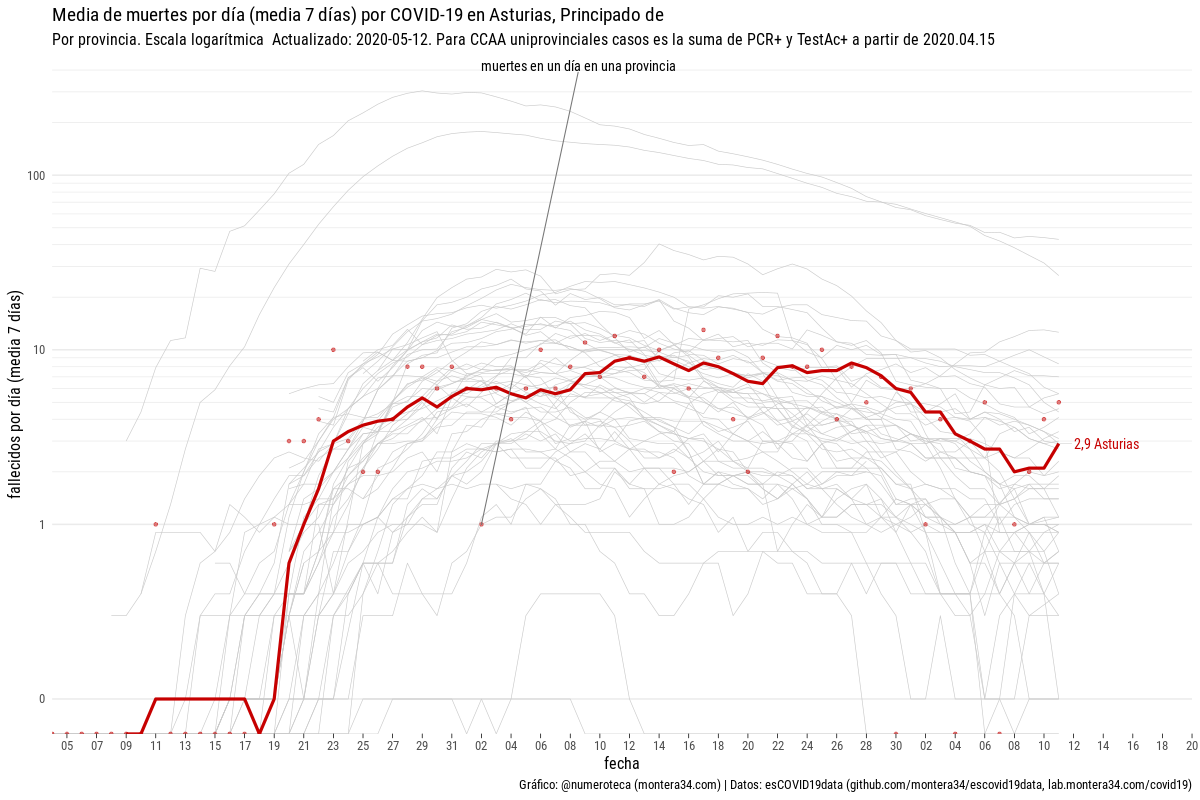 Media de muertes por día (media 7 días) por COVID-19 en Asturias, Principado de
Por provincia. Escala logarítmica  Actualizado: 2020-05-12. Para CCAA uniprovinciales casos es la suma de PCR+ y TestAc+ a partir de 2020.04.15
muertes en un día en una provincia
fallecidos por día (media  7 días)
100
10
1
0
2,9 Asturias
05 07 09 11 13 15 17 19 21 23 25 27 29 31 02 04 06 08 10 12 14 16 18 20 22 24 26 28 30 02 04 06 08 10 12 14 16 18 20
fecha
Gráfico: @numeroteca (montera34.com) | Datos: esCOVID19data (github.com/montera34/escovid19data, lab.montera34.com/covid19)